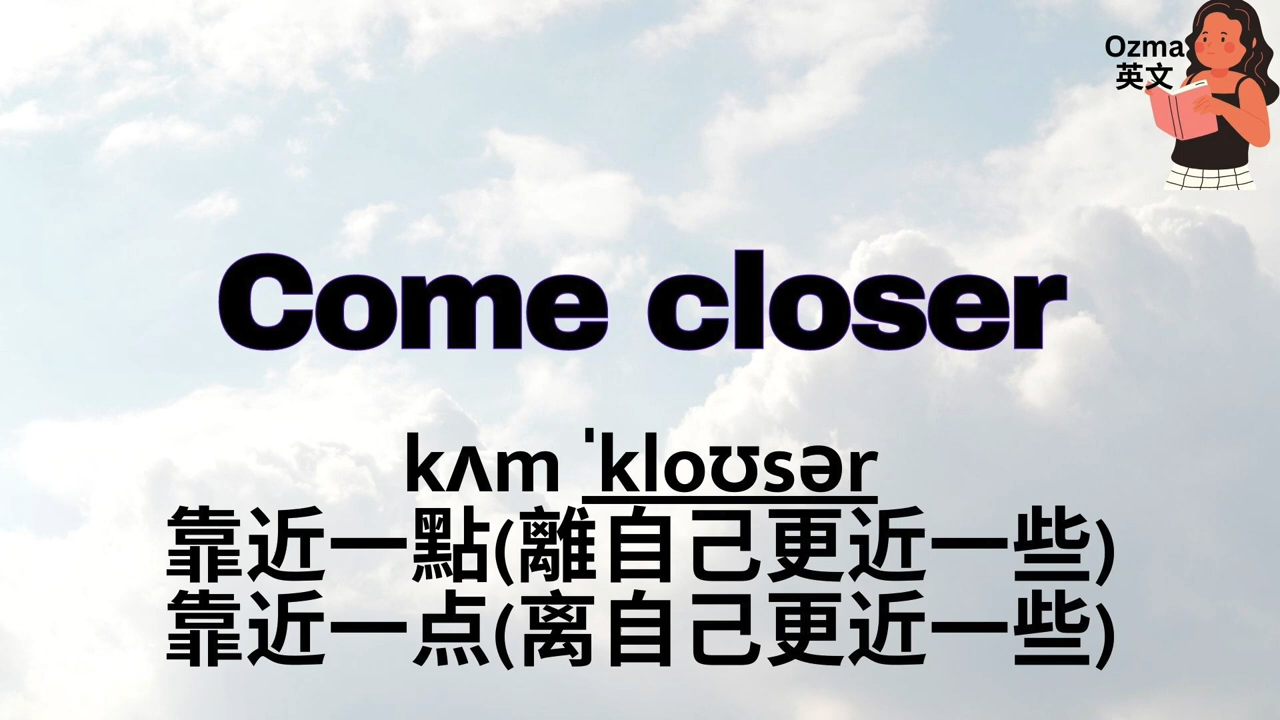 Ozma
英文
Come closer
kʌm ˈkloʊsər
靠近一點(離自己更近一些)
靠近一点(离自己更近一些)